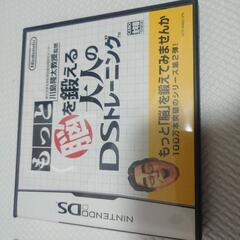 Nintendo
東北大学未来科学技術共同研究センター
川島隆太教授監修
もっと
脳を鍛える
大人の
DSトレーニング
もっと「脳」を鍛えてみませんか
100万本突破のシリーズ第2弾!
NINTENDO DS